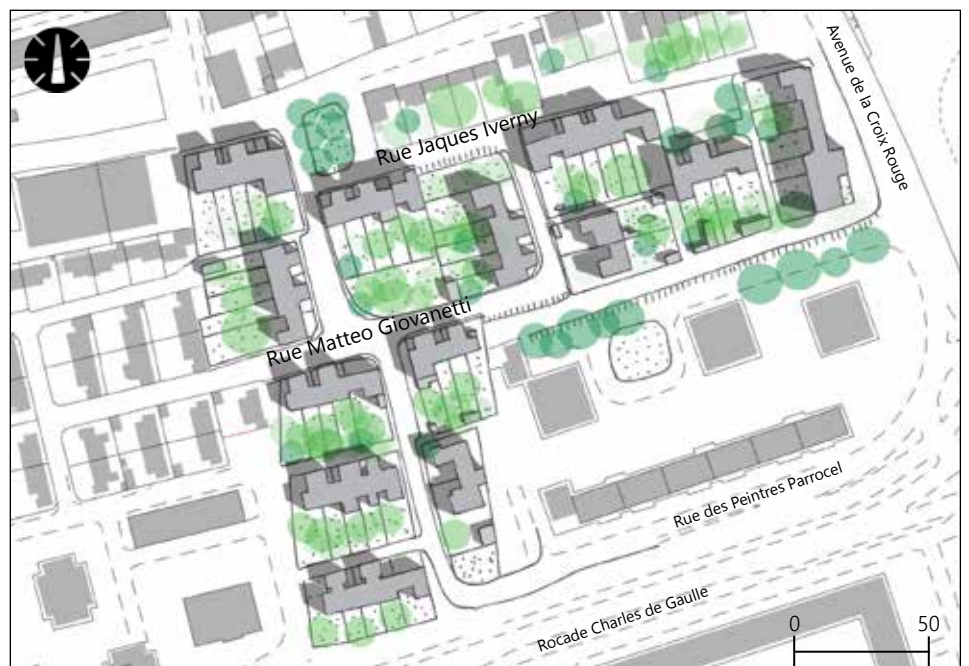 Avenue de la Croix Rouge
Rue Jaques Iverny
Rue Matteo Giovanetti
Rue des Peintres Parrocel
Rocade Charles de Gaulle
0 50